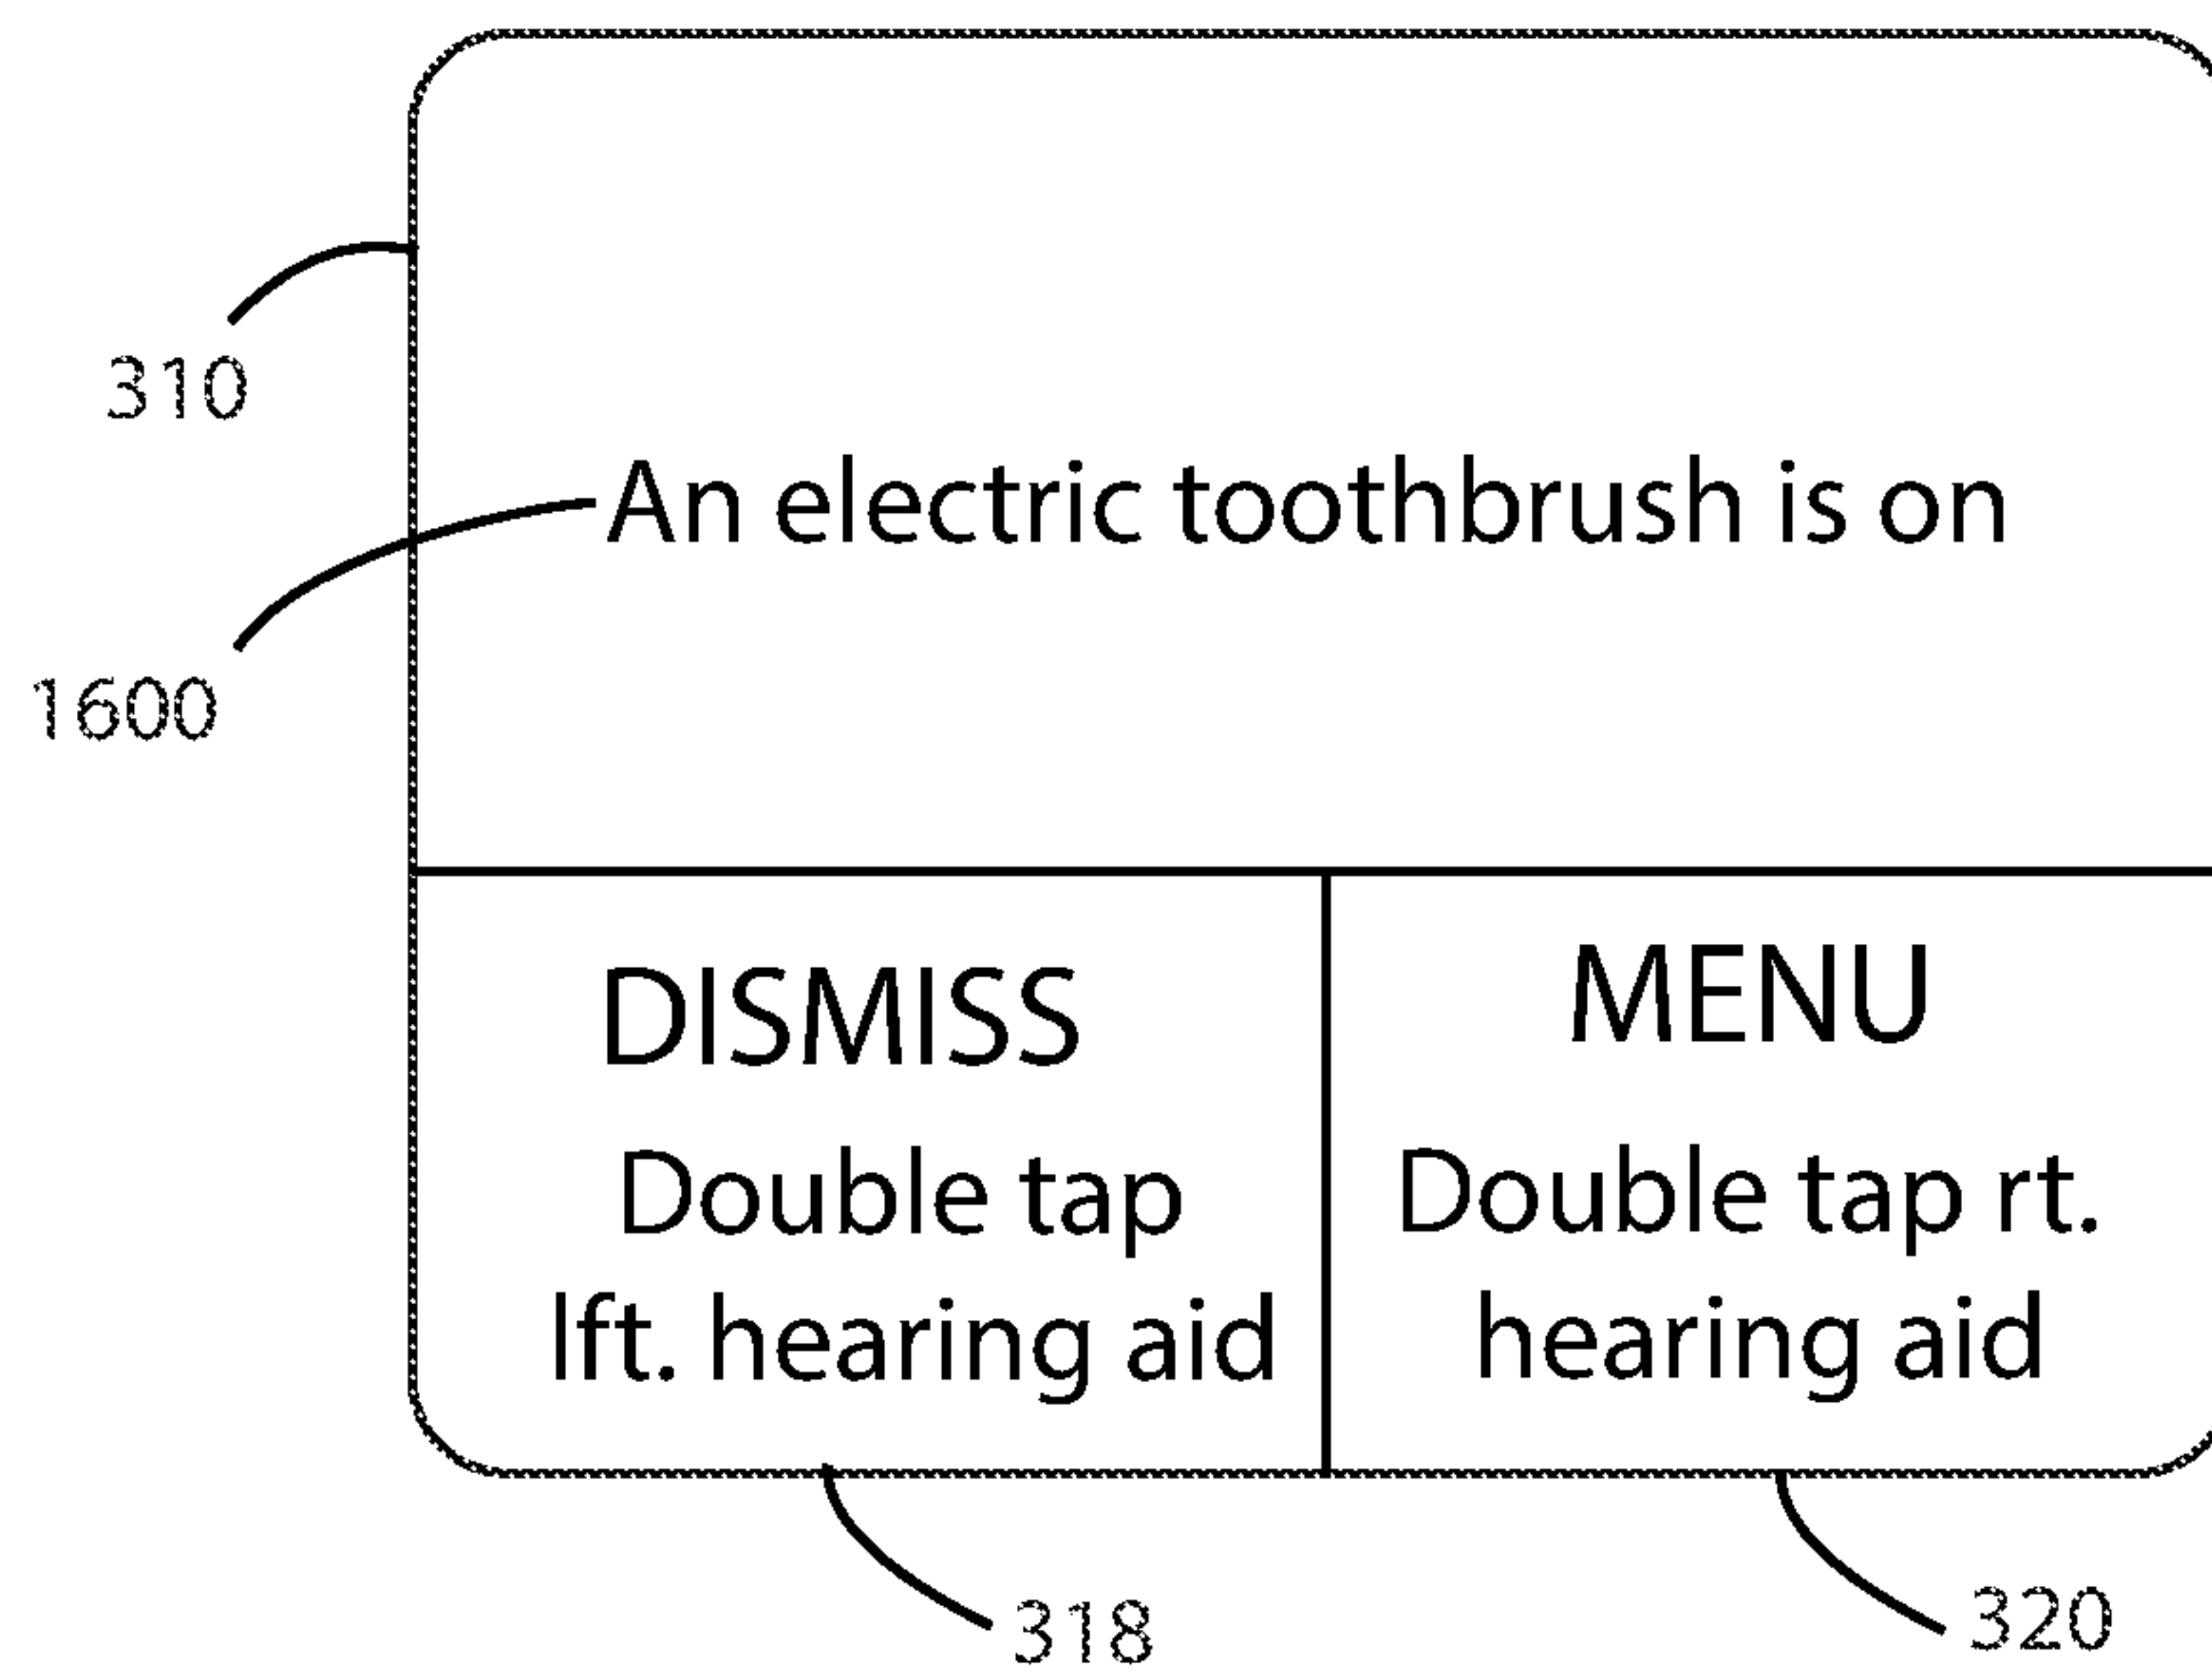 310
An electric toothbrush is on
1600
DISMISS
Double tap
lft. hearing aid
MENU
Double tap rt.
hearing aid
318
320